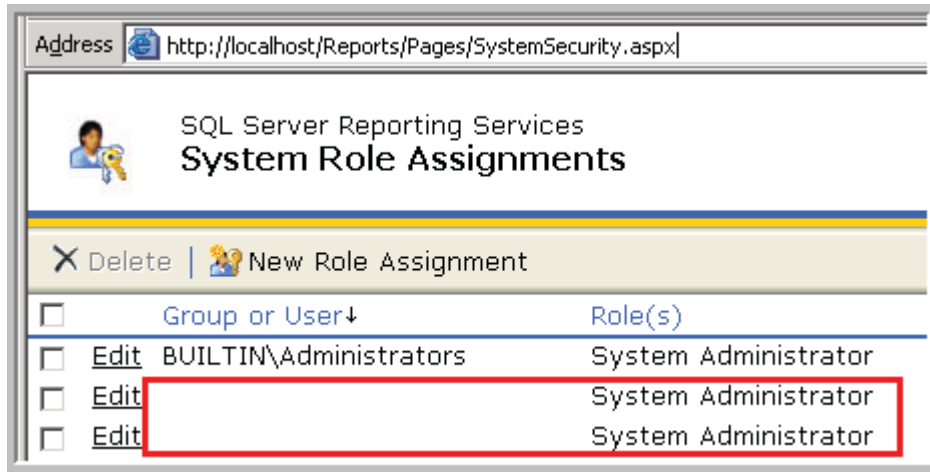 Address http://localhost/Reports/Pages/SystemSecurity.aspx
SQL Server Reporting Services
System Role Assignments
Delete | New Role Assignment
Group or User↓ Role(s)
Edit BUILTIN\Administrators System Administrator
Edit System Administrator
Edit System Administrator